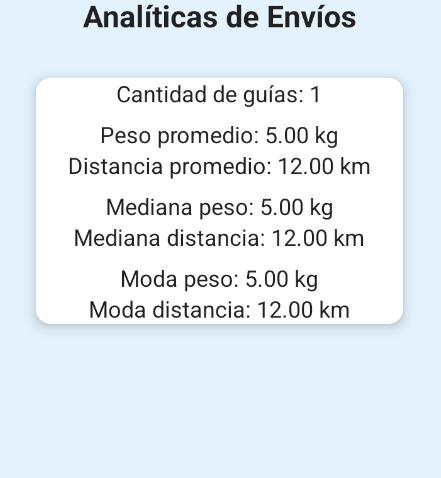 Analíticas de Envíos
Cantidad de guías: 1
Peso promedio: 5.00 kg
Distancia promedio: 12.00 km
Mediana peso: 5.00 kg
Mediana distancia: 12.00 km
Moda peso: 5.00 kg
Moda distancia: 12.00 km